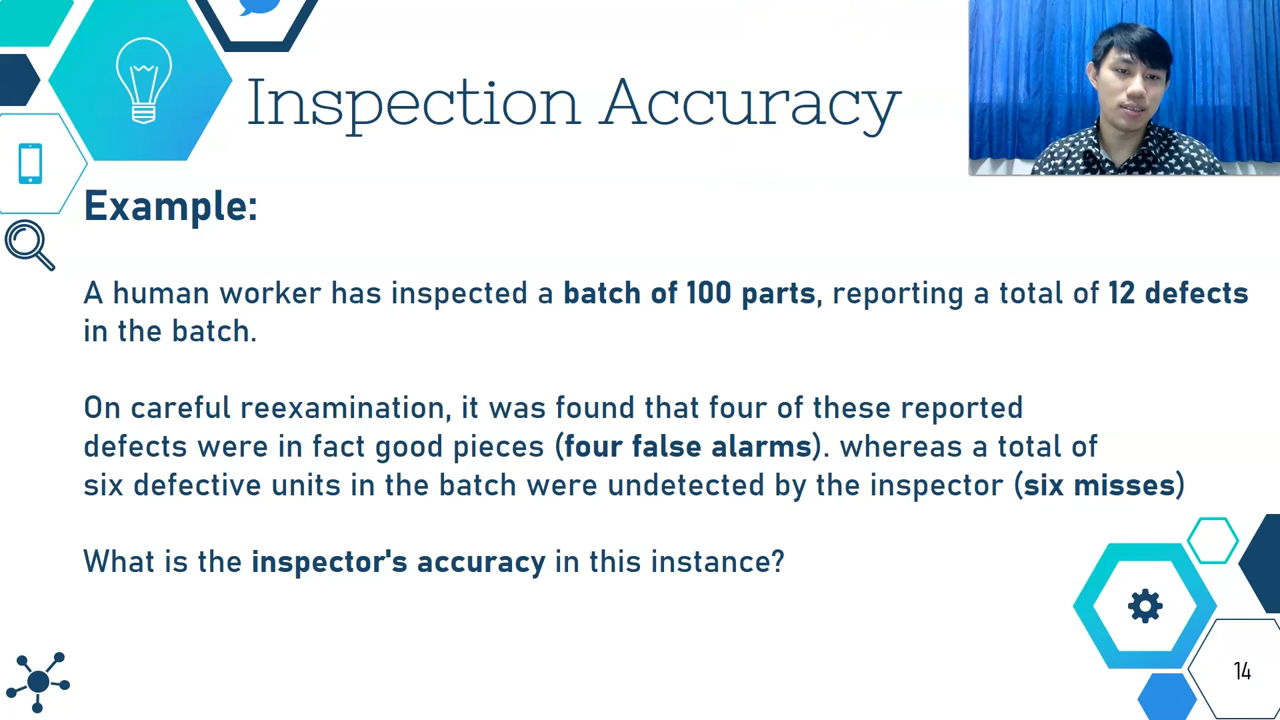 Inspection Accuracy
Example:
A human worker has inspected a batch of 100 parts, reporting a total of 12 defects
in the batch.
On careful reexamination, it was found that four of these reported
defects were in fact good pieces (four false alarms). whereas a total of
six defective units in the batch were undetected by the inspector (six misses)
What is the inspector's accuracy in this instance?
14